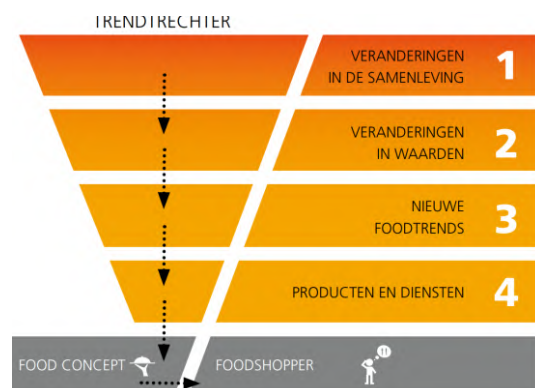 TRENDTRECHTER
VERANDERINGEN
IN DE SAMENLEVING
1
VERANDERINGEN
IN WAARDEN
2
NIEUWE
FOODTRENDS
3
PRODUCTEN EN DIENSTEN
4
FOOD CONCEPT
FOODSHOPPER